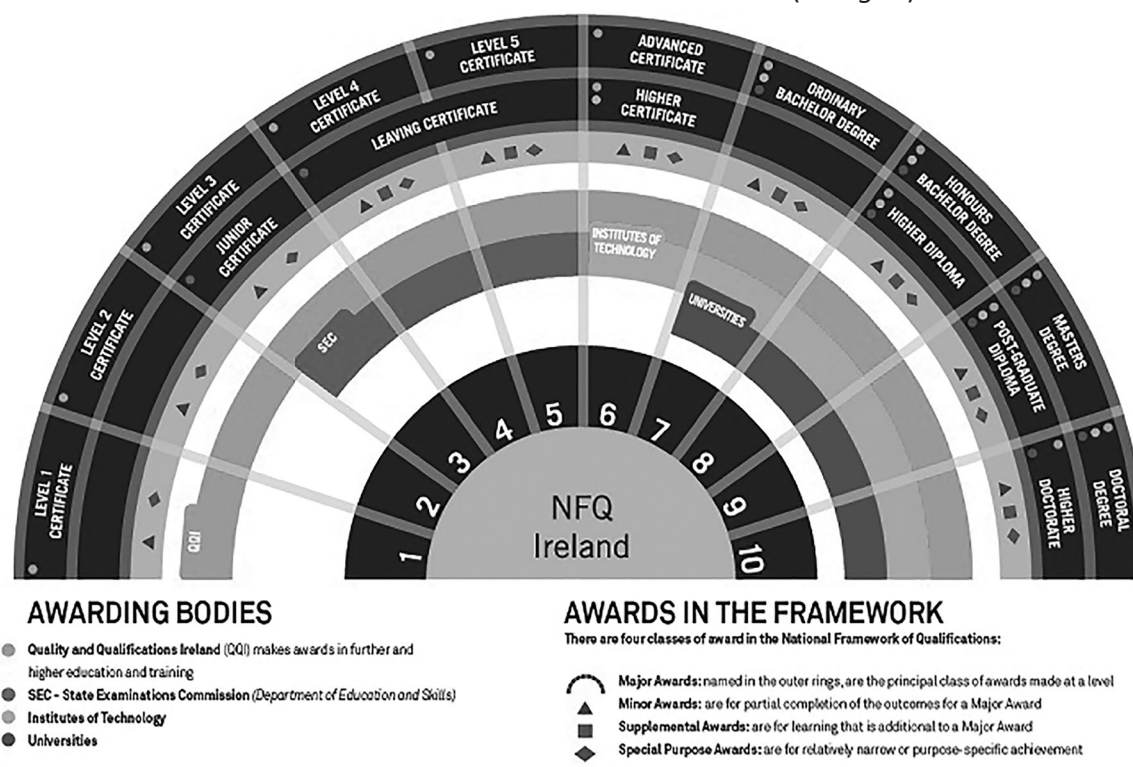 LEVEL 1
CERTIFICATE
LEVEL 2
CERTIFICATE
LEVEL 3
CERTIFICATE
JUNIOR
CERTIFICATE
LEVEL 4
CERTIFICATE
LEVEL 5
CERTIFICATE
LEAVING CERTIFICATE
ADVANCED
CERTIFICATE
HIGHER
CERTIFICATE
ORDINARY
BACHELOR DEGREE
HONOURS
BACHELOR DEGREE
HIGHER DIPLOMA
MASTERS
DEGREE
POST-GRADUATE
DIPLOMA
DOCTORAL
DEGREE
HIGHER
DOCTORATE
QQI
SEC
INSTITUTES OF
TECHNOLOGY
UNIVERSITIES
1
2
3
4
5
6
7
8
9
10
NFQ
Ireland
AWARDING BODIES
Quality and Qualifications Ireland (QQI) makes awards in further and
higher education and training
SEC - State Examinations Commission (Department of Education and Skills)
Institutes of Technology
Universities
AWARDS IN THE FRAMEWORK
There are four classes of award in the National Framework of Qualifications:
Major Awards: named in the outer rings, are the principal class of awards made at a level
Minor Awards: are for partial completion of the outcomes for a Major Award
Supplemental Awards: are for learning that is additional to a Major Award
Special Purpose Awards: are for relatively narrow or purpose-specific achievement